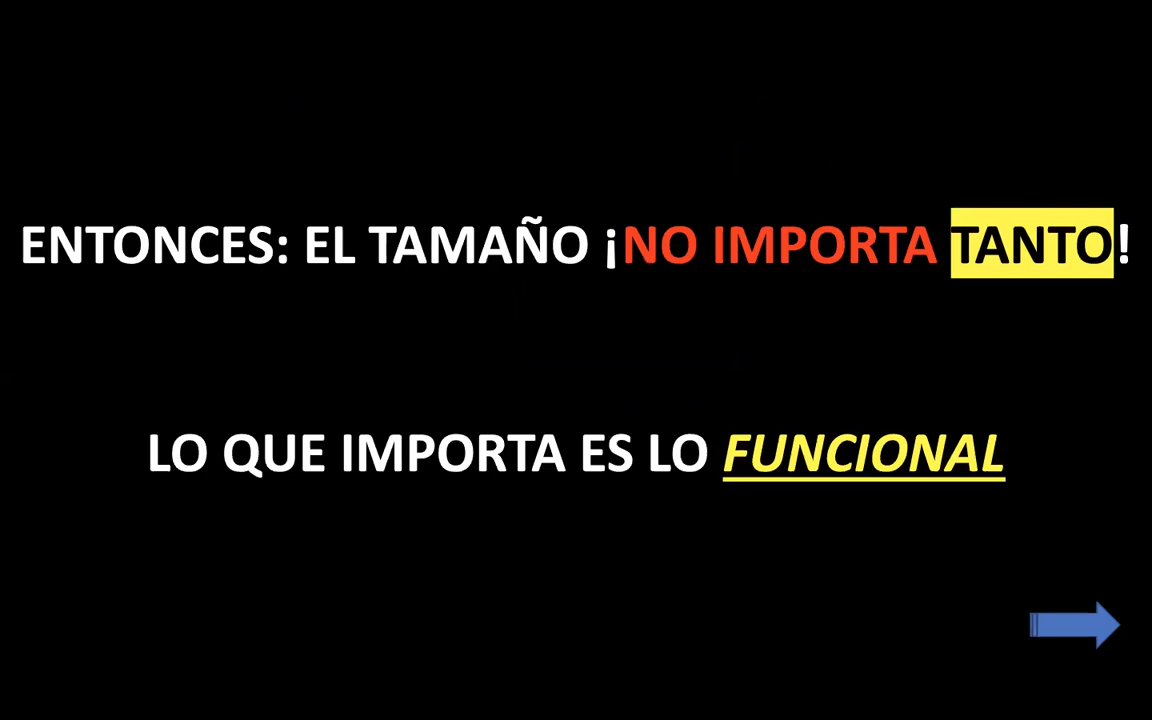 ENTONCES: EL TAMAÑO ¡NO IMPORTA TANTO!
LO QUE IMPORTA ES LO FUNCIONAL